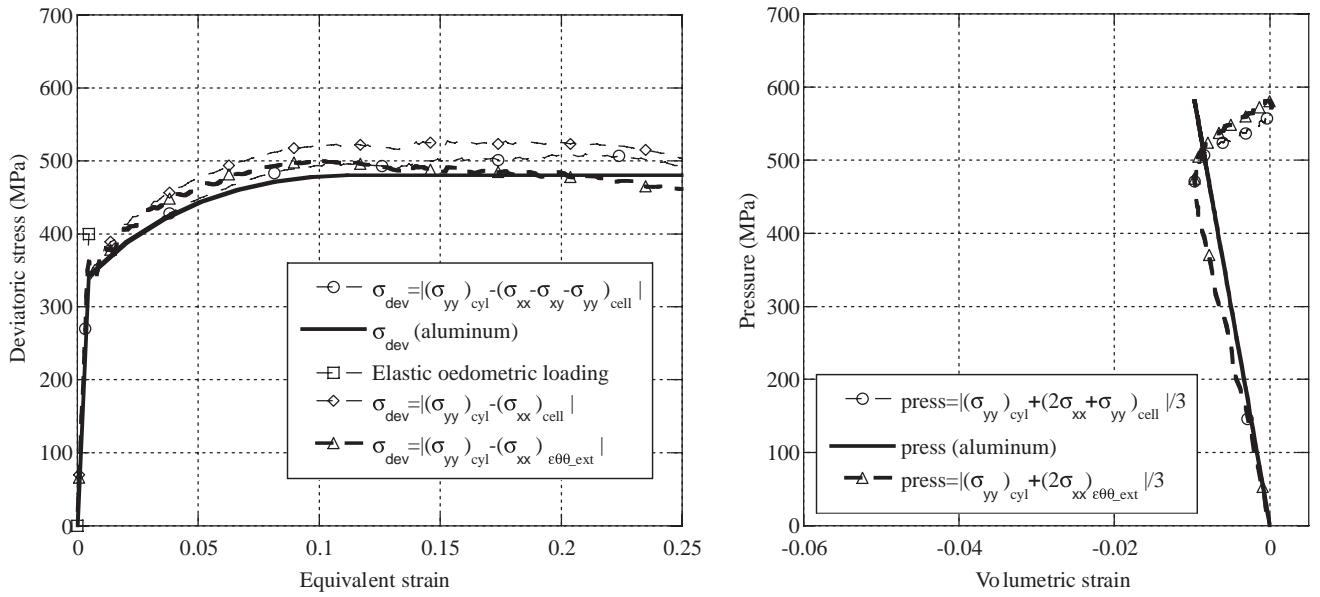 700
600
500
400
300
200
100
0
Deviatoric stress (MPa)
σdev=|(σyy)cyl-(σxx-σxy-σyy)cell|
σdev (aluminum)
Elastic oedometric loading
σdev=|(σyy)cyl-(σxx)cell|
σdev=|(σyy)cyl-(σxx)εθθ_ext|
0 0.05 0.1 0.15 0.2 0.25
Equivalent strain
700
600
500
400
300
200
100
0
Pressure (MPa)
press=|(σyy)cyl+(2σxx+σyy)cell|/3
press (aluminum)
press=|(σyy)cyl+(2σxx)εθθ_ext|/3
-0.06 -0.04 -0.02 0
Volumetric strain